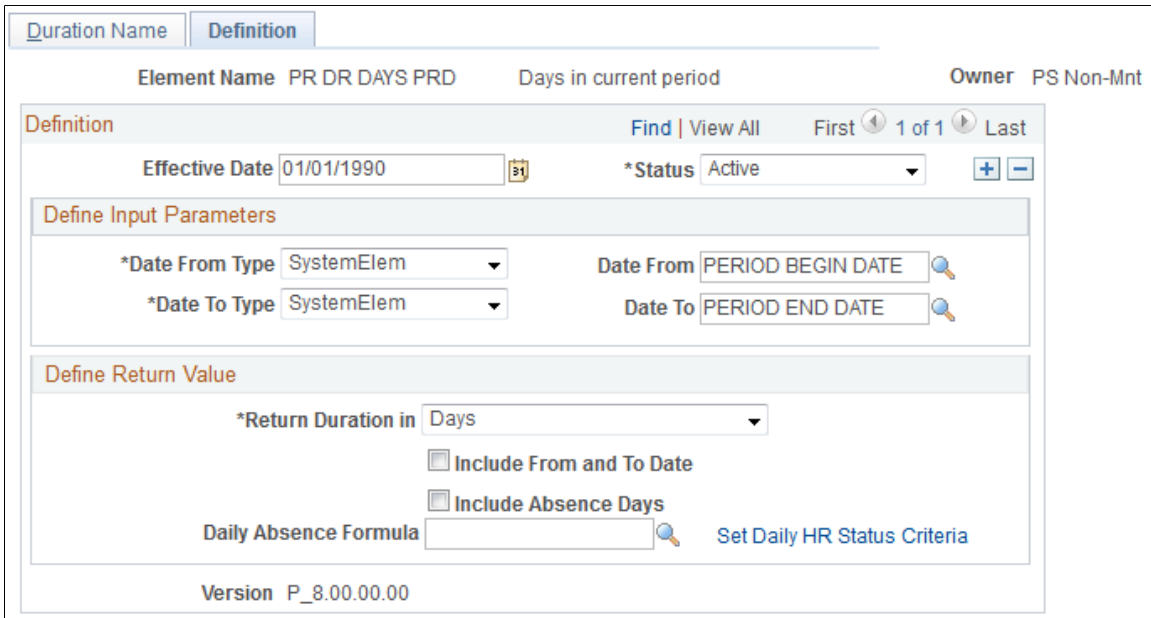 Duration Name Definition
Element Name PR DR DAYS PRD Days in current period Owner PS Non-Mnt
Definition Find | View All First 1 of 1 Last
Effective Date 01/01/1990 31 *Status Active + −
Define Input Parameters
*Date From Type SystemElem Date From PERIOD BEGIN DATE
*Date To Type SystemElem Date To PERIOD END DATE
Define Return Value
*Return Duration in Days
Include From and To Date
Include Absence Days
Daily Absence Formula Set Daily HR Status Criteria
Version P_8.00.00.00